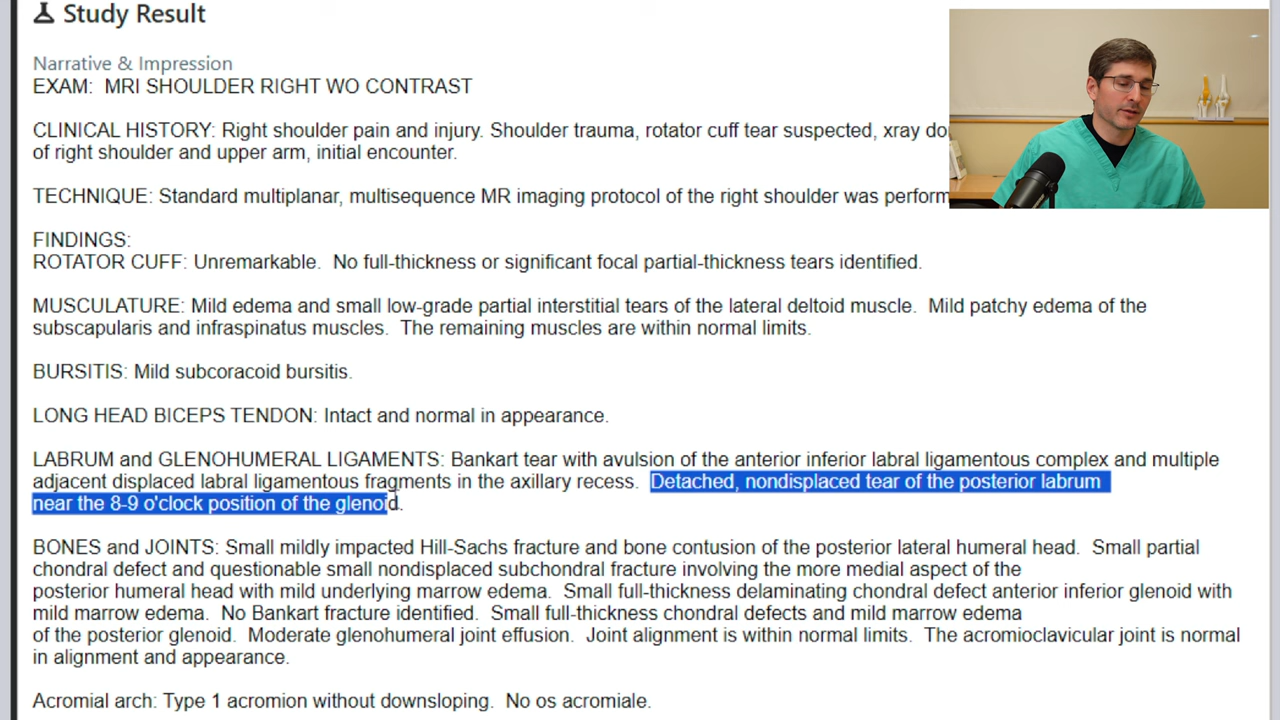 Study Result
Narrative & Impression
EXAM: MRI SHOULDER RIGHT WO CONTRAST
CLINICAL HISTORY: Right shoulder pain and injury. Shoulder trauma, rotator cuff tear suspected, xray
of right shoulder and upper arm, initial encounter.
TECHNIQUE: Standard multiplanar, multisequence MR imaging protocol of the right shoulder was
FINDINGS:
ROTATOR CUFF: Unremarkable. No full-thickness or significant focal partial-thickness tears identified.
MUSCULATURE: Mild edema and small low-grade partial interstitial tears of the lateral deltoid muscle. Mild patchy edema of the
subscapularis and infraspinatus muscles. The remaining muscles are within normal limits.
BURSITIS: Mild subcoracoid bursitis.
LONG HEAD BICEPS TENDON: Intact and normal in appearance.
LABRUM and GLENOHUMERAL LIGAMENTS: Bankart tear with avulsion of the anterior inferior labral ligamentous complex and multiple
adjacent displaced labral ligamentous fragments in the axillary recess. Detached, nondisplaced tear of the posterior labrum
near the 8-9 o'clock position of the glenoid.
BONES and JOINTS: Small mildly impacted Hill-Sachs fracture and bone contusion of the posterior lateral humeral head. Small partial
chondral defect and questionable small nondisplaced subchondral fracture involving the more medial aspect of the
posterior humeral head with mild underlying marrow edema. Small full-thickness delaminating chondral defect anterior inferior glenoid with
mild marrow edema. No Bankart fracture identified. Small full-thickness chondral defects and mild marrow edema
of the posterior glenoid. Moderate glenohumeral joint effusion. Joint alignment is within normal limits. The acromioclavicular joint is normal
in alignment and appearance.
Acromial arch: Type 1 acromion without downsloping. No os acromiale.